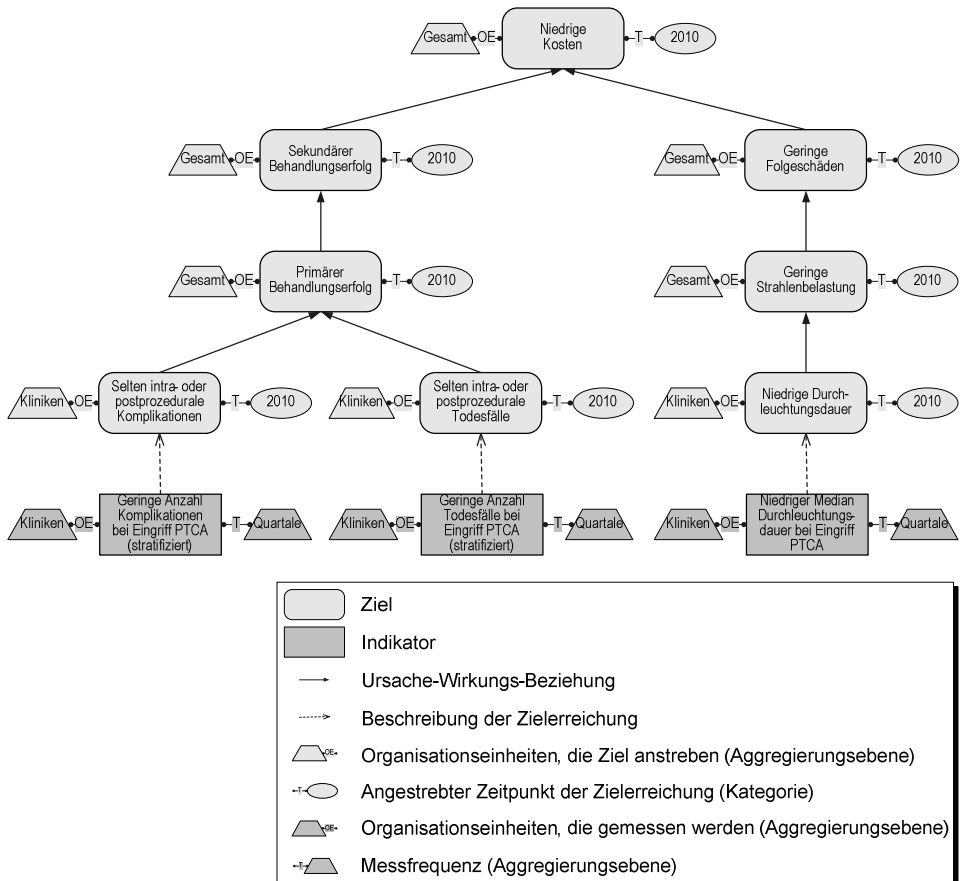 Gesamt OE Niedrige Kosten T 2010
Gesamt OE Sekundärer Behandlungserfolg T 2010
Gesamt OE Geringe Folgeschäden T 2010
Gesamt OE Primärer Behandlungserfolg T 2010
Gesamt OE Geringe Strahlenbelastung T 2010
Kliniken OE Selten intra- oder postprozedurale Komplikationen T 2010
Kliniken OE Selten intra- oder postprozedurale Todesfälle T 2010
Kliniken OE Niedrige Durch-
leuchtungsdauer T 2010
Kliniken OE Geringe Anzahl Komplikationen bei Eingriff PTCA (stratifiziert) T Quartale
Kliniken OE Geringe Anzahl Todesfälle bei Eingriff PTCA (stratifiziert) T Quartale
Kliniken OE Niedriger Median Durchleuchtungs-
dauer bei Eingriff PTCA T Quartale
Ziel
Indikator
Ursache-Wirkungs-Beziehung
Beschreibung der Zielerreichung
OE Organisationseinheiten, die Ziel anstreben (Aggregierungsebene)
T Angestrebter Zeitpunkt der Zielerreichung (Kategorie)
OE Organisationseinheiten, die gemessen werden (Aggregierungsebene)
T Messfrequenz (Aggregierungsebene)